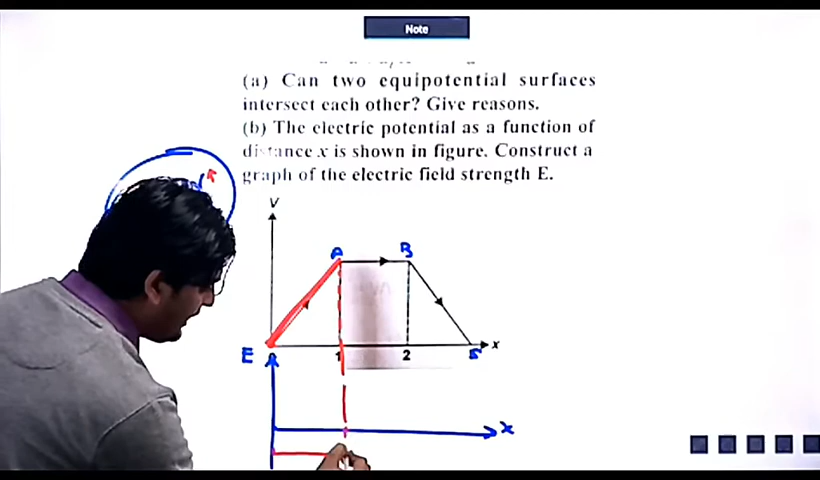 Note
(a) Can two equipotential surfaces
intersect each other? Give reasons.
(b) The electric potential as a function of
distance x is shown in figure. Construct a
graph of the electric field strength E.
V
A B
E
1 2 x
x